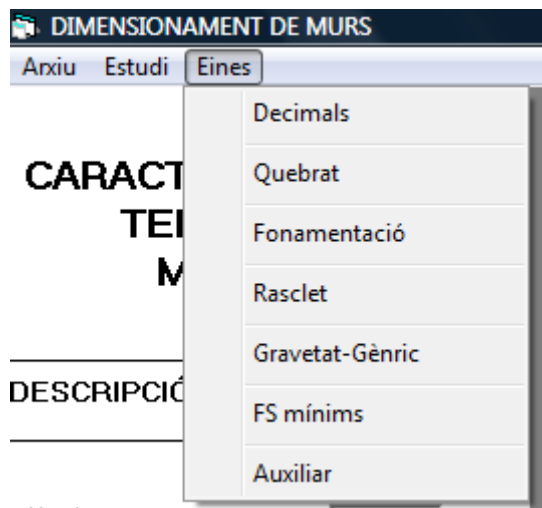 DIMENSIONAMENT DE MURS
Arxiu Estudi Eines
Decimals
CARACT
Quebrat
TE
Fonamentació
M
Rasclet
Gravetat-Gènric
DESCRIPCIÓ
FS mínims
Auxiliar